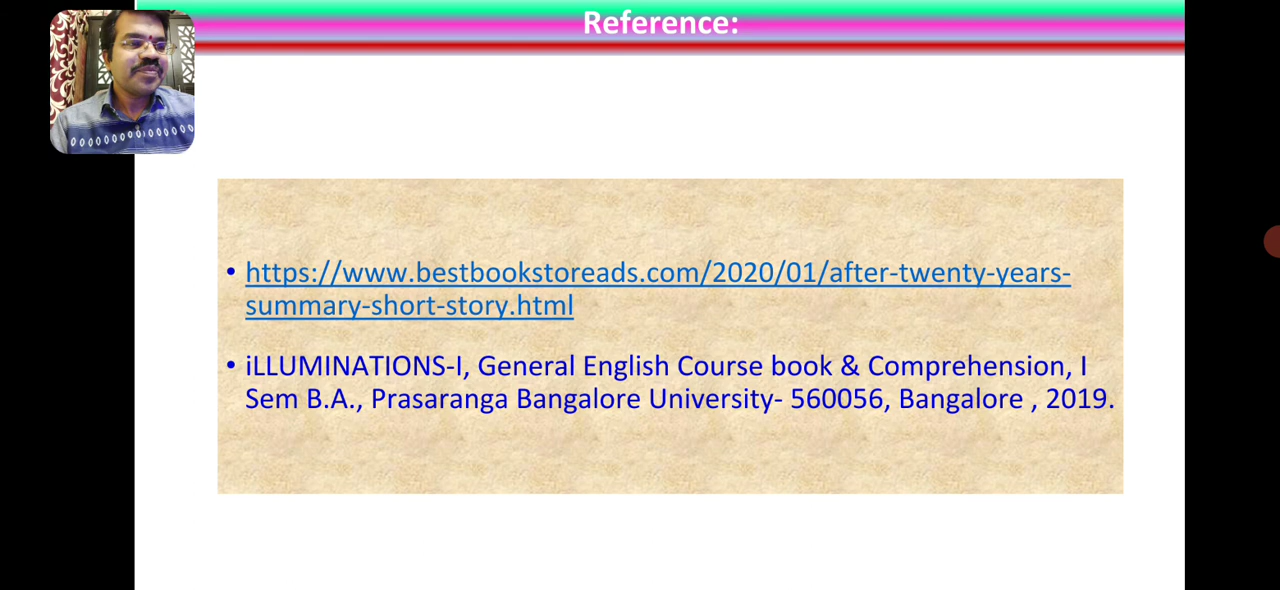 Reference:
• https://www.bestbookstoreads.com/2020/01/after-twenty-years-
summary-short-story.html
• iLLUMINATIONS-I, General English Course book & Comprehension, I
Sem B.A., Prasaranga Bangalore University- 560056, Bangalore , 2019.